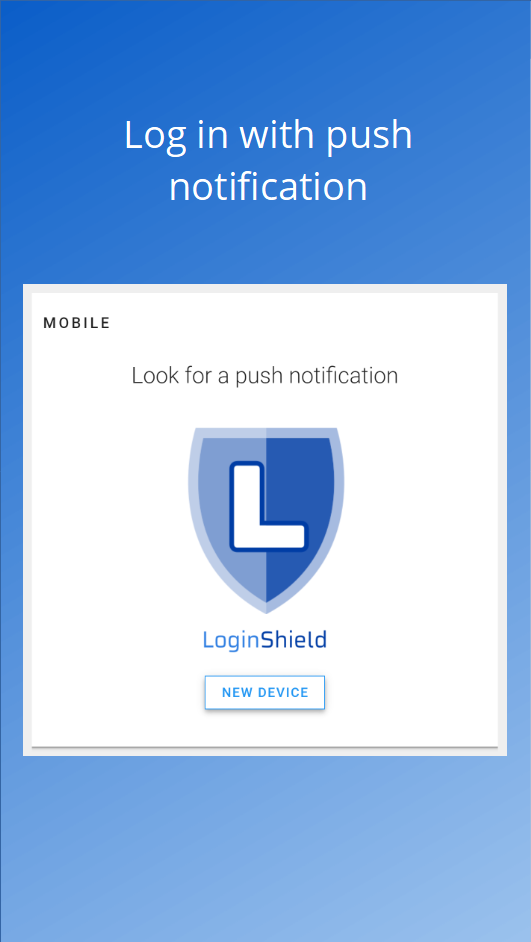 Log in with push
notification
MOBILE
Look for a push notification
L
LoginShield
NEW DEVICE